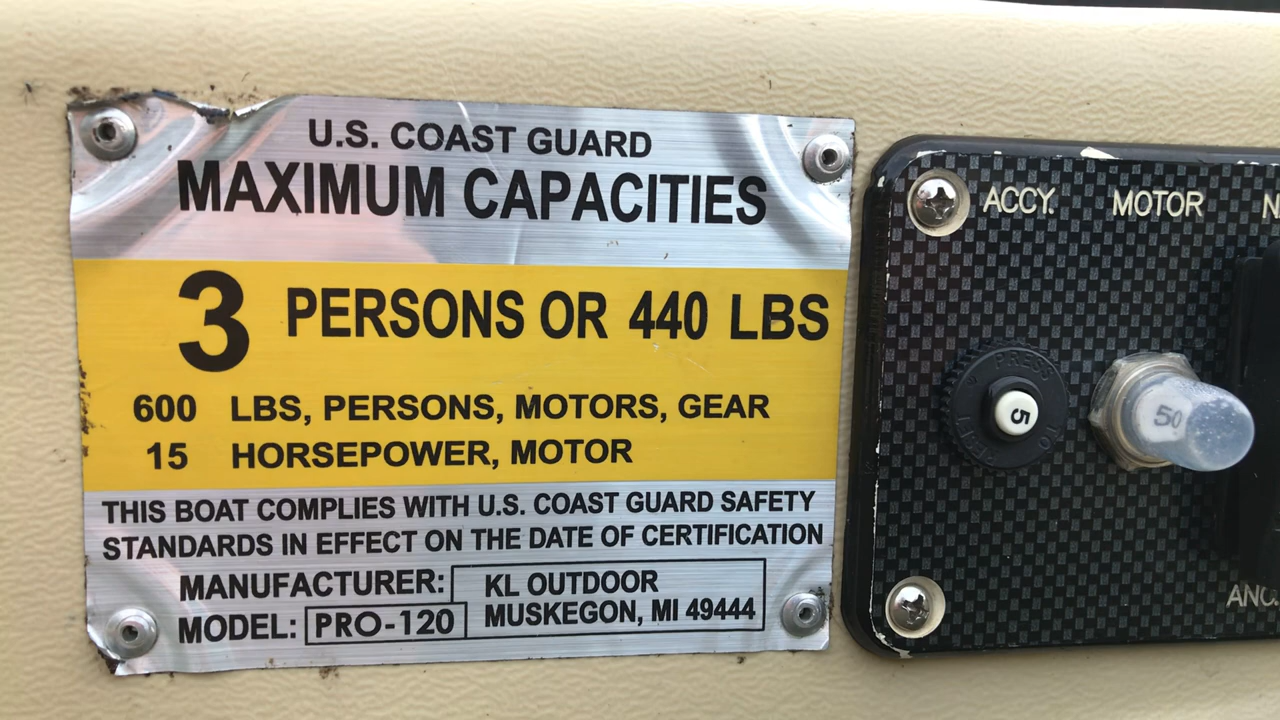 U.S. COAST GUARD
MAXIMUM CAPACITIES
3 PERSONS OR 440 LBS
600 LBS, PERSONS, MOTORS, GEAR
15 HORSEPOWER, MOTOR
THIS BOAT COMPLIES WITH U.S. COAST GUARD SAFETY
STANDARDS IN EFFECT ON THE DATE OF CERTIFICATION
MANUFACTURER: KL OUTDOOR
MODEL: PRO-120 MUSKEGON, MI 49444
ACCY. MOTOR N
PRESS
TO
5
50
ANC